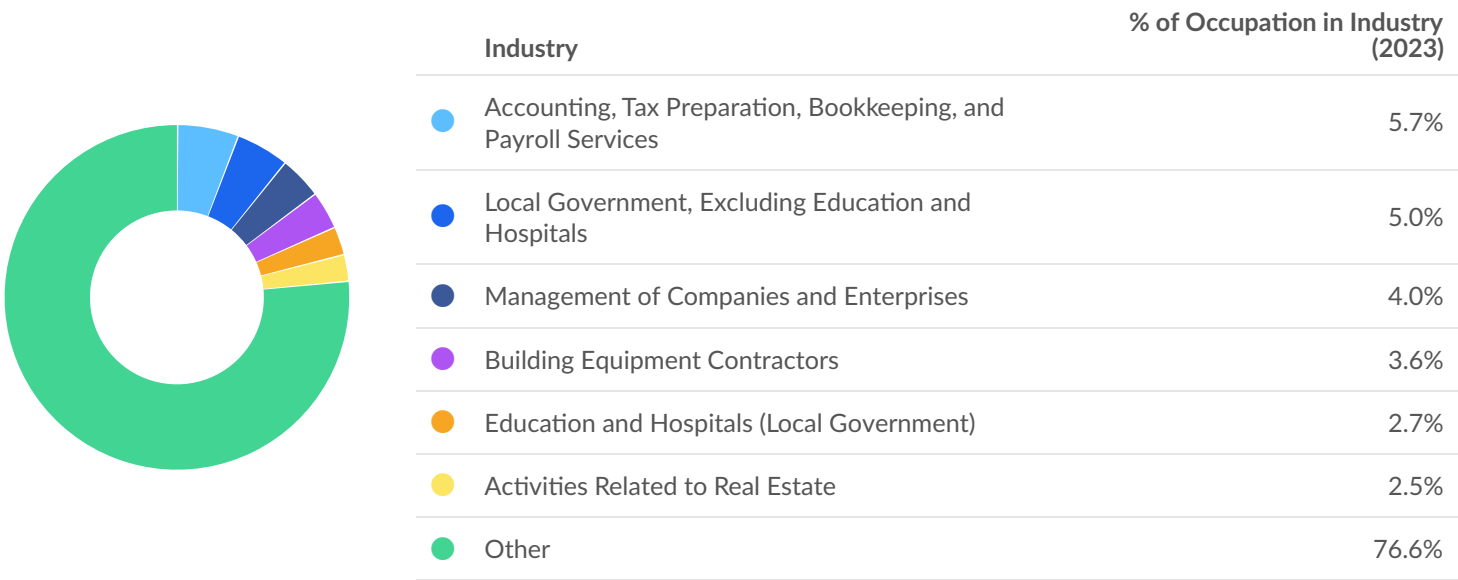 Industry
% of Occupation in Industry
(2023)
Accounting, Tax Preparation, Bookkeeping, and
Payroll Services
5.7%
Local Government, Excluding Education and
Hospitals
5.0%
Management of Companies and Enterprises
4.0%
Building Equipment Contractors
3.6%
Education and Hospitals (Local Government)
2.7%
Activities Related to Real Estate
2.5%
Other
76.6%